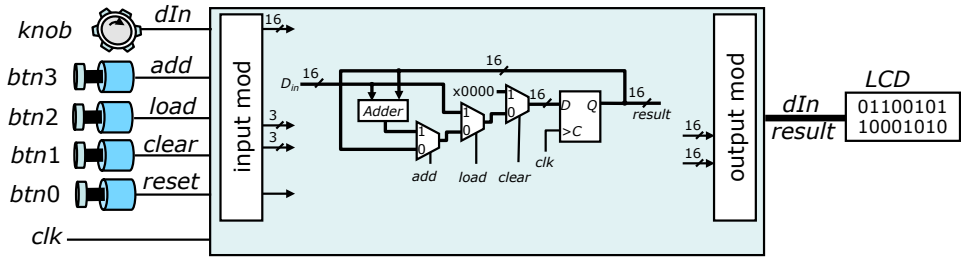 knob dIn
btn3 add
btn2 load
btn1 clear
btn0 reset
clk
input mod
16
3
3
D_in 16
16
Adder
1
0
add
1
0
load
x0000
1
0
clear
16
D Q
>C
clk
result
16
16
output mod
dIn
result
LCD
01100101
10001010